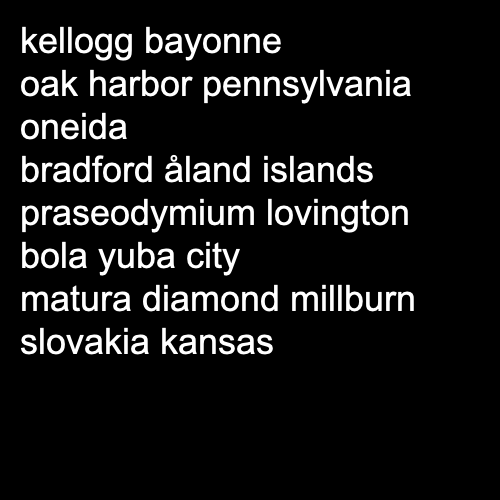 kellogg bayonne
oak harbor pennsylvania
oneida
bradford åland islands
praseodymium lovington
bola yuba city
matura diamond millburn
slovakia kansas